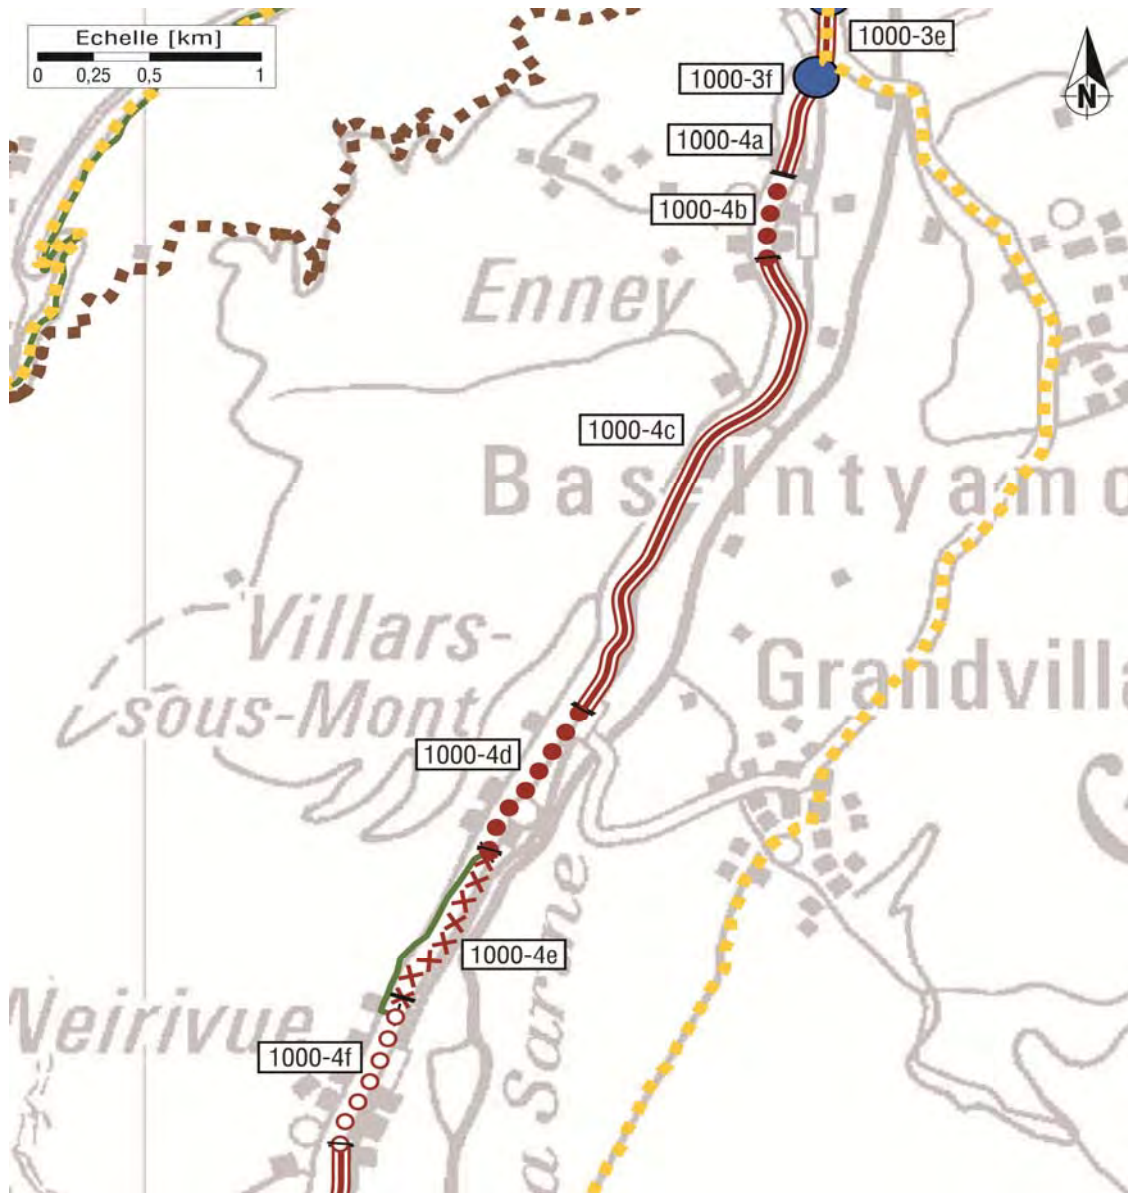 Echelle [km]
0 0,25 0,5 1
1000-3e
1000-3f
N
1000-4a
1000-4b
Enney
1000-4c
Bas-Intyamo
Villars-
sous-Mont
Grandvilla
1000-4d
1000-4e
Neirivue
1000-4f
a Sarine